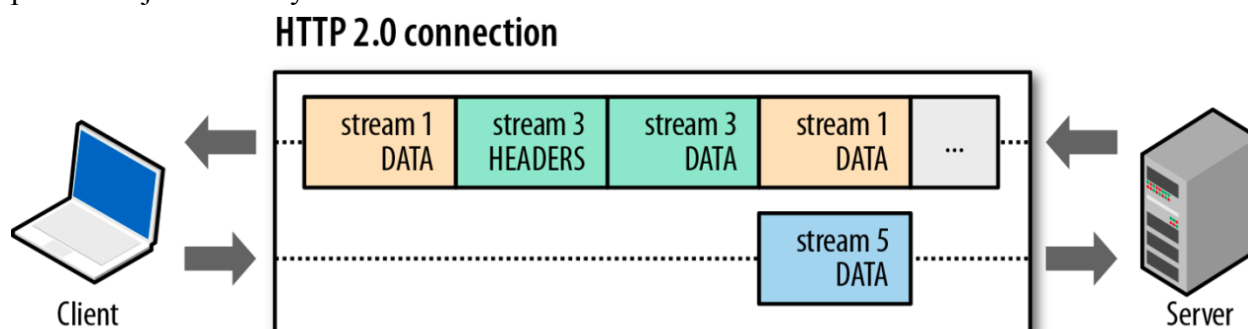 HTTP 2.0 connection
stream 1 stream 3 stream 3 stream 1
DATA HEADERS DATA DATA ...
stream 5
DATA
Client Server